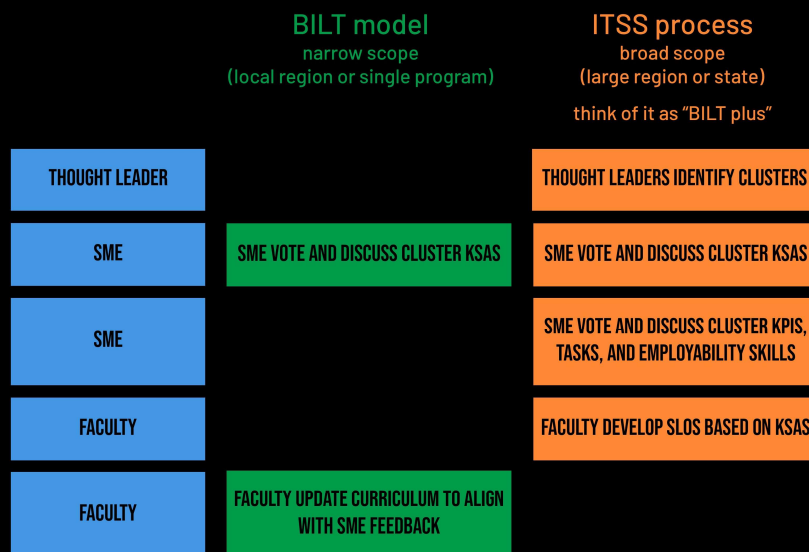 BILT model
narrow scope
(local region or single program)
ITSS process
broad scope
(large region or state)
think of it as "BILT plus"
THOUGHT LEADER
THOUGHT LEADERS IDENTIFY CLUSTERS
SME
SME VOTE AND DISCUSS CLUSTER KSAS
SME VOTE AND DISCUSS CLUSTER KSAS
SME
SME VOTE AND DISCUSS CLUSTER KPIS,
TASKS, AND EMPLOYABILITY SKILLS
FACULTY
FACULTY DEVELOP SLOS BASED ON KSAS
FACULTY
FACULTY UPDATE CURRICULUM TO ALIGN
WITH SME FEEDBACK